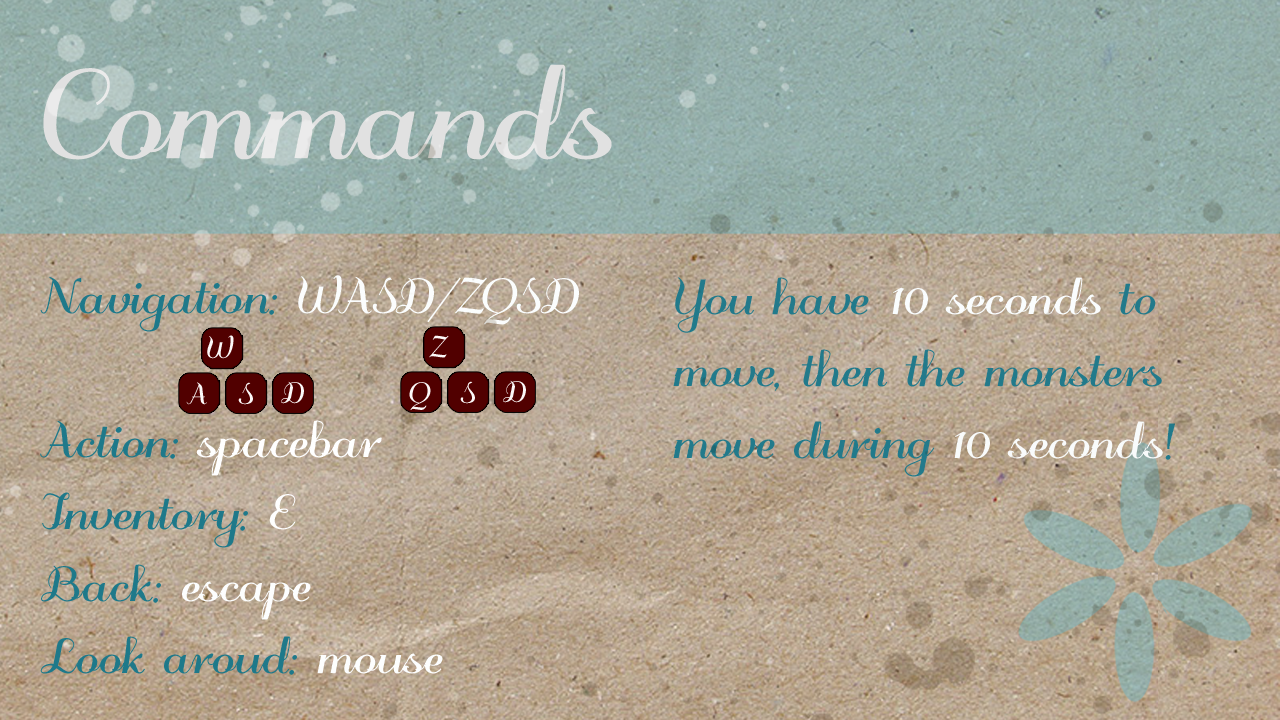 Commands
Navigation: WASD/ZQSD
W
A S D
Z
Q S D
Action: spacebar
Inventory: E
Back: escape
Look aroud: mouse
You have 10 seconds to
move, then the monsters
move during 10 seconds!